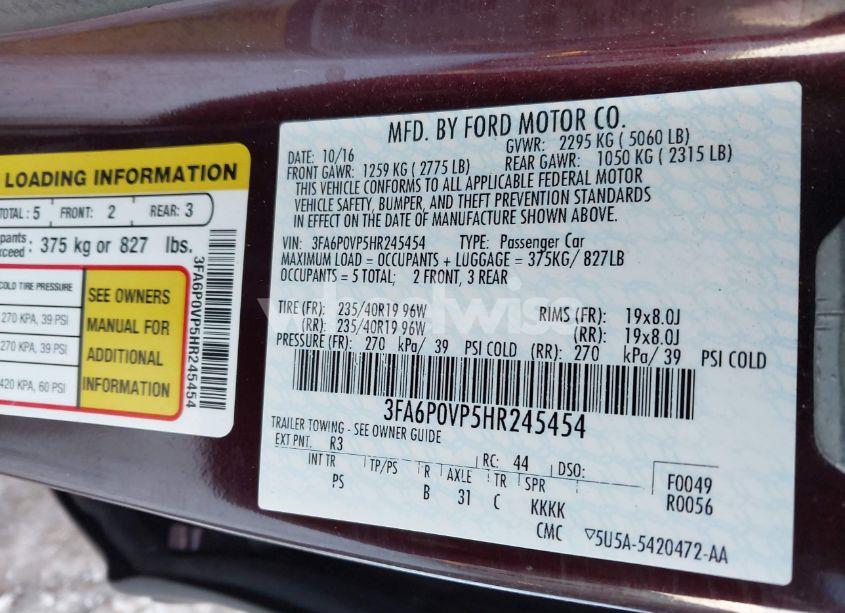 LOADING INFORMATION
TOTAL : 5 FRONT: 2 REAR: 3
375 kg or 827 lbs.
COLD TIRE PRESSURE
270 KPA, 39 PSI
270 KPA, 39 PSI
420 KPA, 60 PSI
SEE OWNERS
MANUAL FOR
ADDITIONAL
INFORMATION
3FA6P0VP5HR245454
MFD. BY FORD MOTOR CO.
DATE: 10/16 GVWR: 2295 KG ( 5060 LB)
FRONT GAWR: 1259 KG ( 2775 LB) REAR GAWR: 1050 KG ( 2315 LB)
THIS VEHICLE CONFORMS TO ALL APPLICABLE FEDERAL MOTOR
VEHICLE SAFETY, BUMPER, AND THEFT PREVENTION STANDARDS
IN EFFECT ON THE DATE OF MANUFACTURE SHOWN ABOVE.
VIN: 3FA6P0VP5HR245454 TYPE: Passenger Car
MAXIMUM LOAD = OCCUPANTS + LUGGAGE = 375KG/ 827LB
OCCUPANTS = 5 TOTAL; 2 FRONT, 3 REAR
TIRE (FR): 235/40R19 96W RIMS (FR): 19x8.0J
(RR): 235/40R19 96W (RR): 19x8.0J
PRESSURE (FR): 270 kPa/ 39 PSI COLD (RR): 270 kPa/ 39 PSI COLD
3FA6P0VP5HR245454
TRAILER TOWING - SEE OWNER GUIDE
EXT PNT: R3 RC: 44 DSO:
F0049
R0056
INT TR TP/PS R AXLE TR SPR
PS B 31 C KKKK
CMC
5U5A-5420472-AA